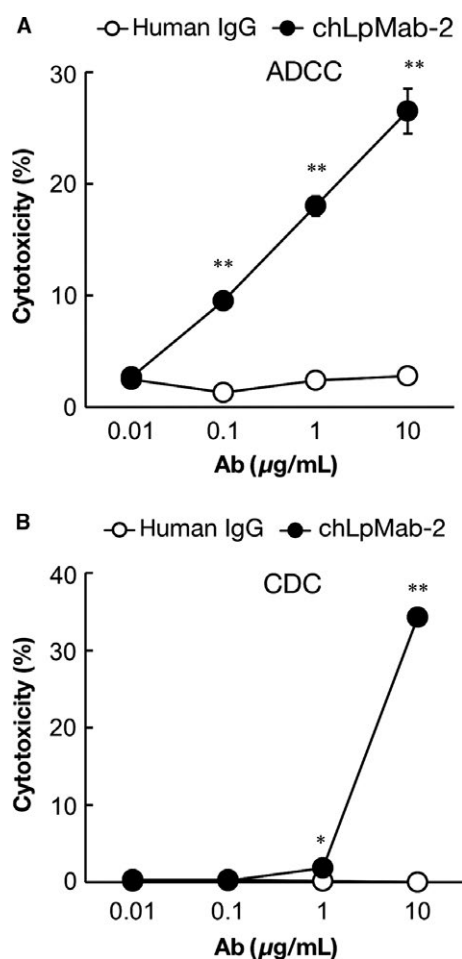 A
Human IgG chLpMab-2
ADCC
Cytotoxicity (%)
30
20
10
0
**
**
**
0.01 0.1 1 10
Ab (µg/mL)
B
Human IgG chLpMab-2
CDC
Cytotoxicity (%)
40
30
20
10
0
**
*
0.01 0.1 1 10
Ab (µg/mL)